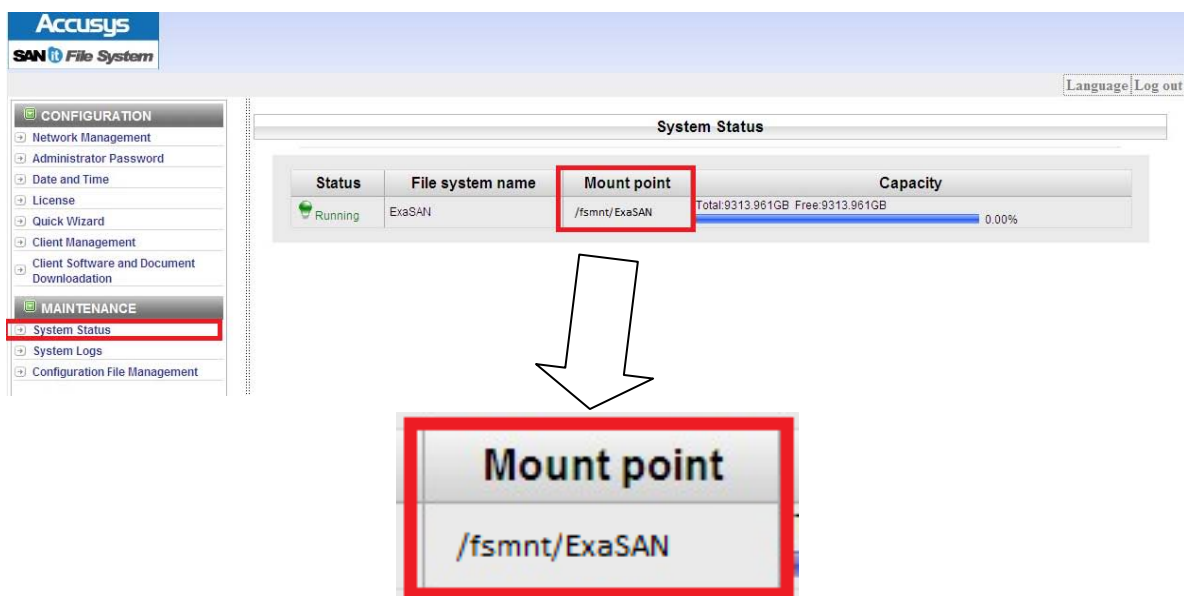 Accusys
SANit File System
Language Log out
CONFIGURATION
Network Management
Administrator Password
Date and Time
License
Quick Wizard
Client Management
Client Software and Document
Downloadation
MAINTENANCE
System Status
System Logs
Configuration File Management
System Status
Status File system name Mount point Capacity
Running ExaSAN /fsmnt/ExaSAN Total:9313.961GB Free:9313.961GB
0.00%
Mount point
/fsmnt/ExaSAN